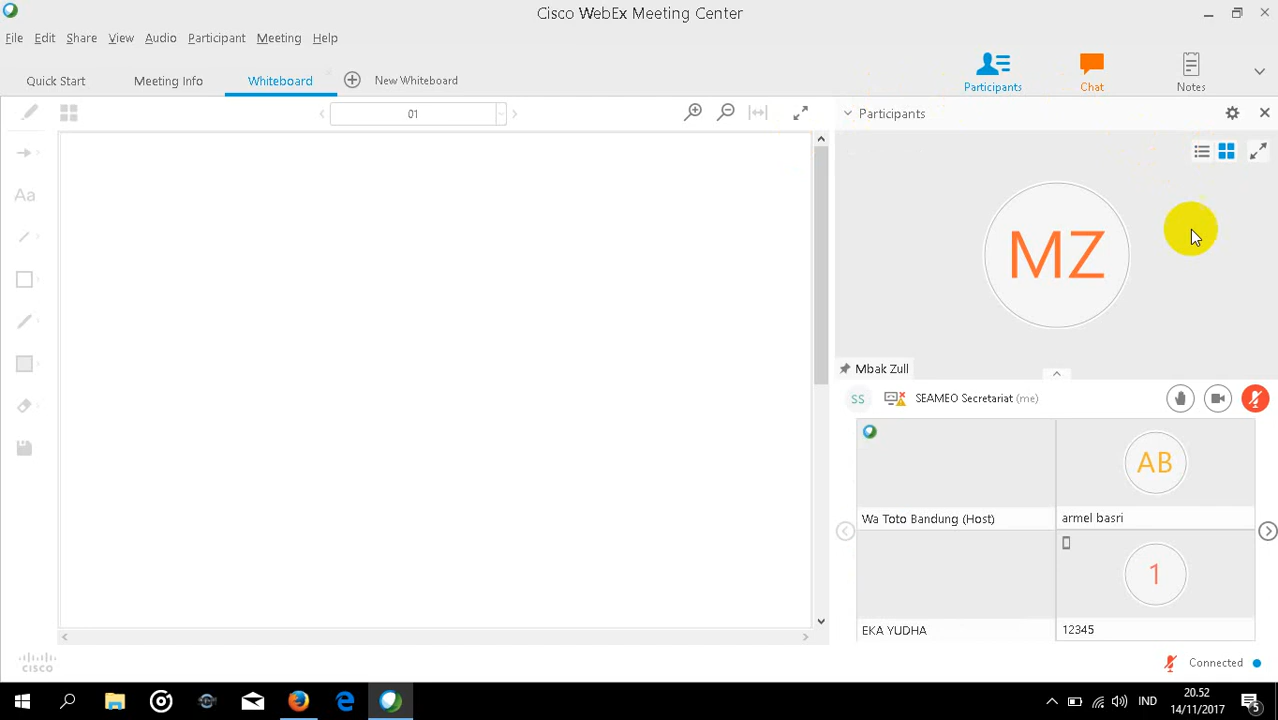 Cisco WebEx Meeting Center
File Edit Share View Audio Participant Meeting Help
Quick Start Meeting Info Whiteboard New Whiteboard
Participants Chat Notes
01
Participants
Aa
MZ
Mbak Zull
SS SEAMEO Secretariat (me)
AB
Wa Toto Bandung (Host) armel basri
1
EKA YUDHA 12345
cisco
Connected
IND
20.52
14/11/2017
5